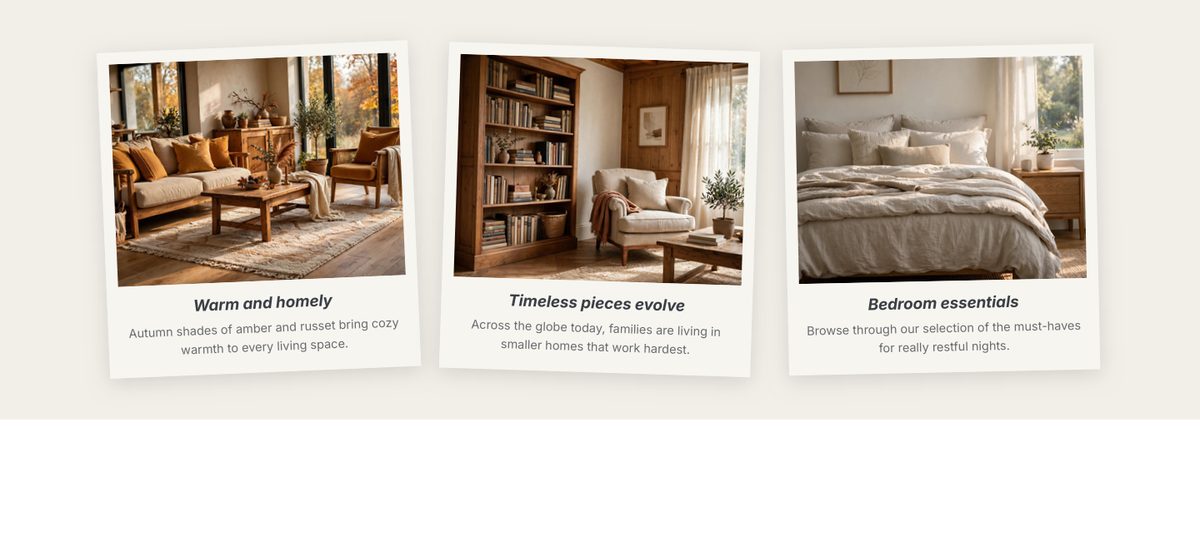 Warm and homely
Autumn shades of amber and russet bring cozy
warmth to every living space.
Timeless pieces evolve
Across the globe today, families are living in
smaller homes that work hardest.
Bedroom essentials
Browse through our selection of the must-haves
for really restful nights.